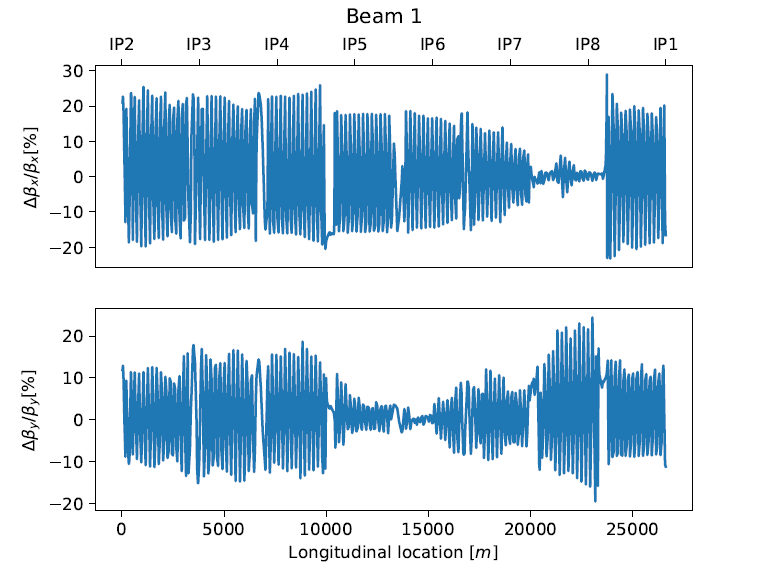 Beam 1
IP2 IP3 IP4 IP5 IP6 IP7 IP8 IP1
Δβx/βx[%]
30
20
10
0
−10
−20
Δβy/βy[%]
20
10
0
−10
−20
0 5000 10000 15000 20000 25000
Longitudinal location [m]